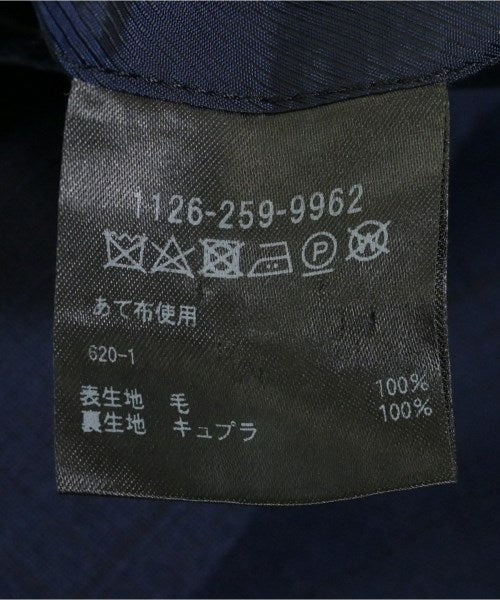 1126-259-9962
P W
あて布使用
620-1
表生地 毛 100%
裏生地 キュプラ 100%